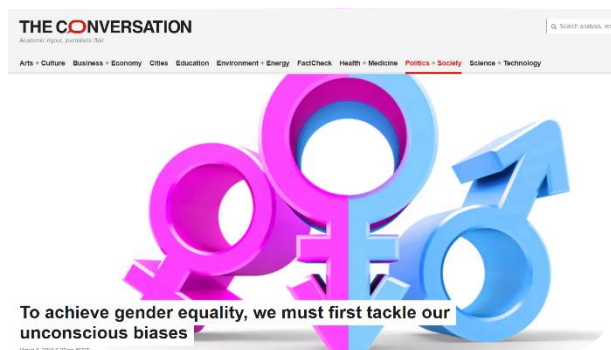 THE CONVERSATION
Academic rigour, journalistic flair
Search analysis, res
Arts + Culture Business + Economy Cities Education Environment + Energy FactCheck Health + Medicine Politics + Society Science + Technology
To achieve gender equality, we must first tackle our
unconscious biases